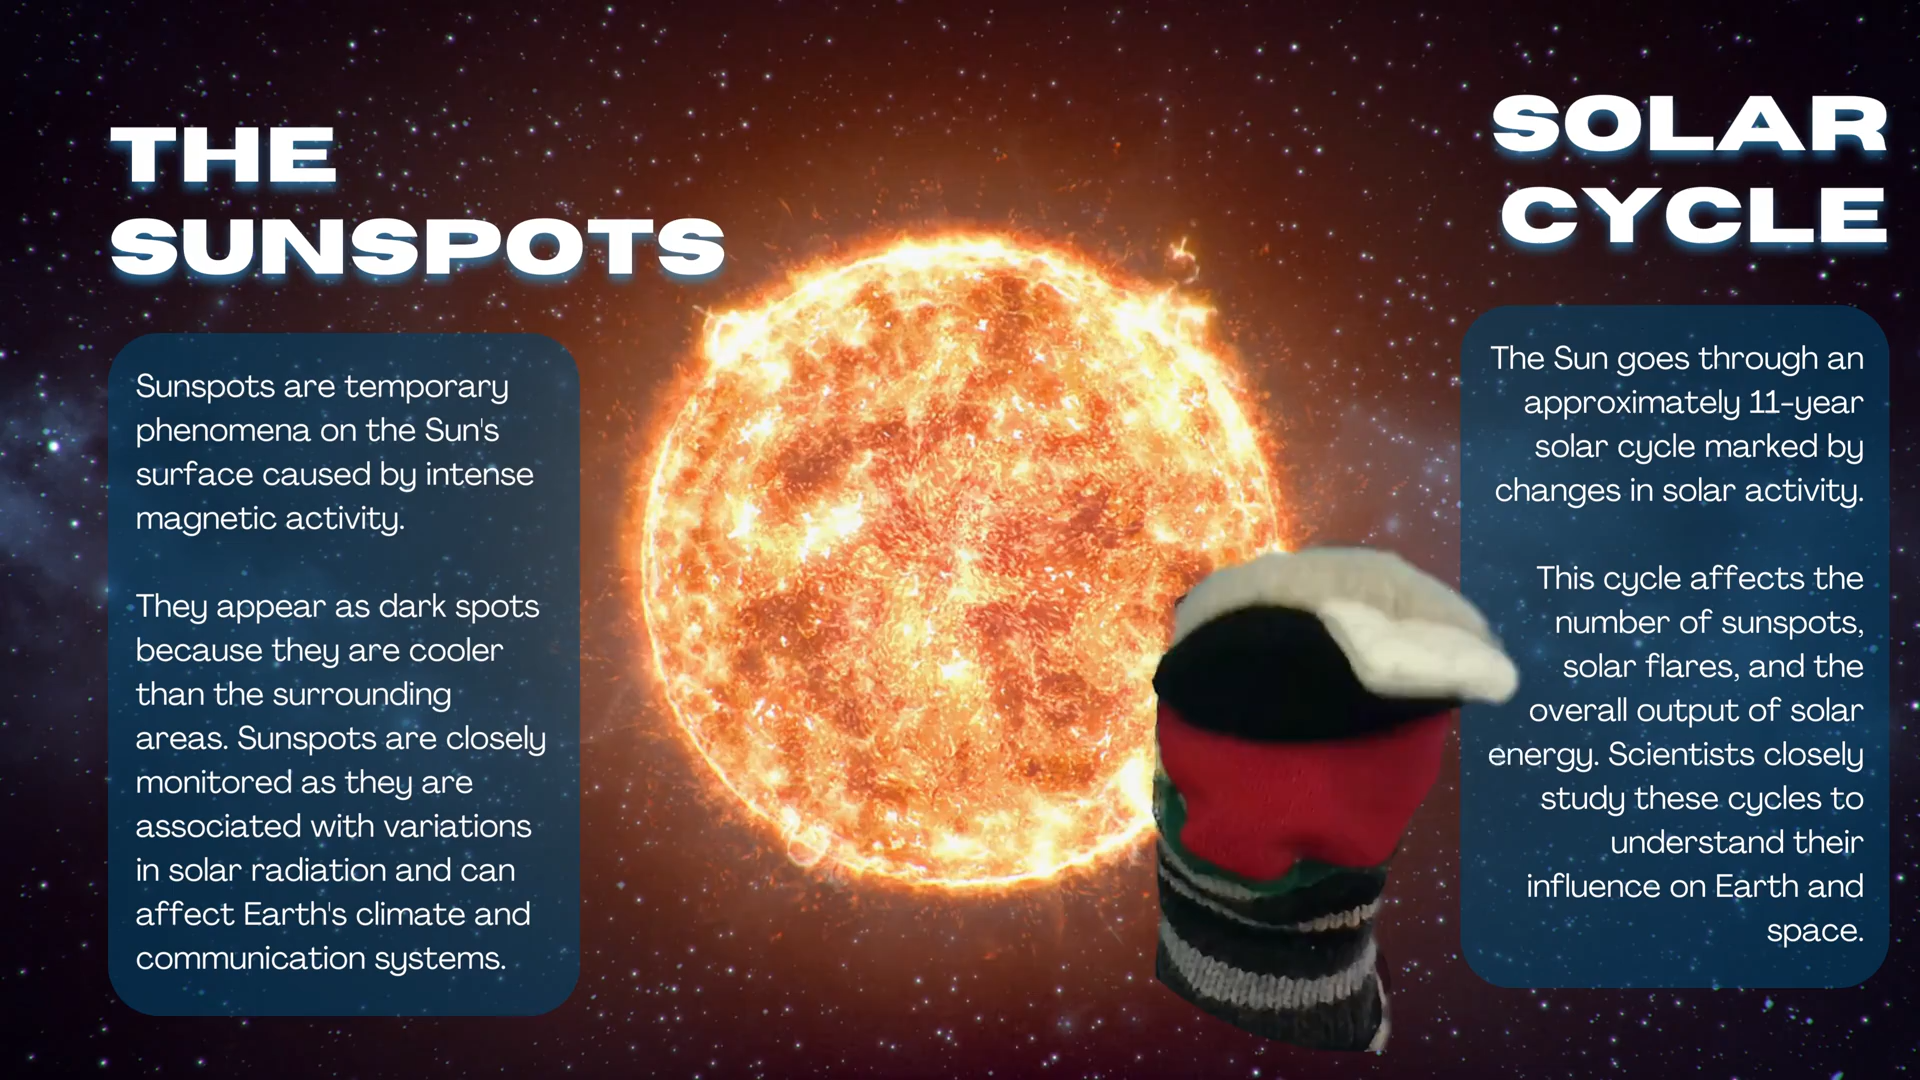 THE
SUNSPOTS
Sunspots are temporary
phenomena on the Sun's
surface caused by intense
magnetic activity.
They appear as dark spots
because they are cooler
than the surrounding
areas. Sunspots are closely
monitored as they are
associated with variations
in solar radiation and can
affect Earth's climate and
communication systems.
SOLAR
CYCLE
The Sun goes through an
approximately 11-year
solar cycle marked by
changes in solar activity.
This cycle affects the
number of sunspots,
solar flares, and the
overall output of solar
energy. Scientists closely
study these cycles to
understand their
influence on Earth and
space.